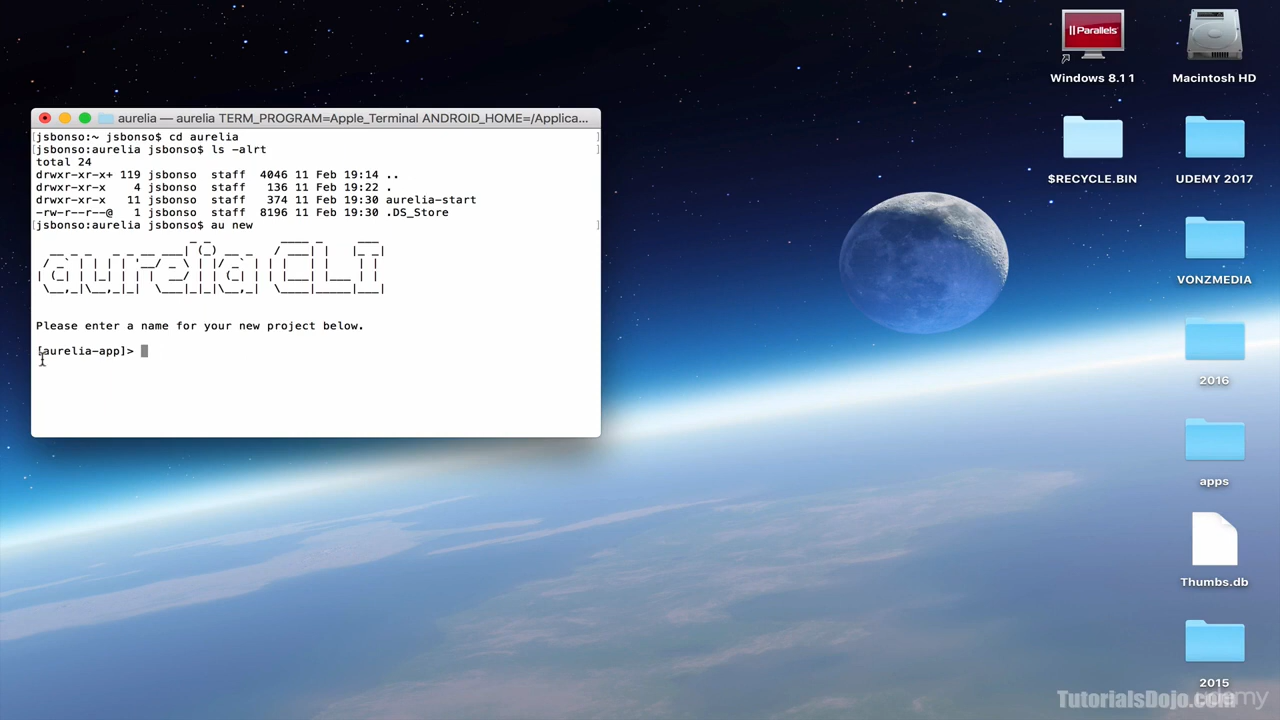 aurelia — aurelia TERM_PROGRAM=Apple_Terminal ANDROID_HOME=/Applica...
[jsbonso:~ jsbonso$ cd aurelia ]
[jsbonso:aurelia jsbonso$ ls -alrt ]
total 24
drwxr-xr-x+ 119 jsbonso  staff  4046 11 Feb 19:14 ..
drwxr-xr-x    4 jsbonso  staff   136 11 Feb 19:22 .
drwxr-xr-x   11 jsbonso  staff   374 11 Feb 19:30 aurelia-start
-rw-r--r--@   1 jsbonso  staff  8196 11 Feb 19:30 .DS_Store
[jsbonso:aurelia jsbonso$ au new ]
aurelia CLI
Please enter a name for your new project below.
[aurelia-app]>
Parallels
Windows 8.1 1
Macintosh HD
$RECYCLE.BIN
UDEMY 2017
VONZMEDIA
2016
apps
Thumbs.db
2015
TutorialsDojo.com
udemy